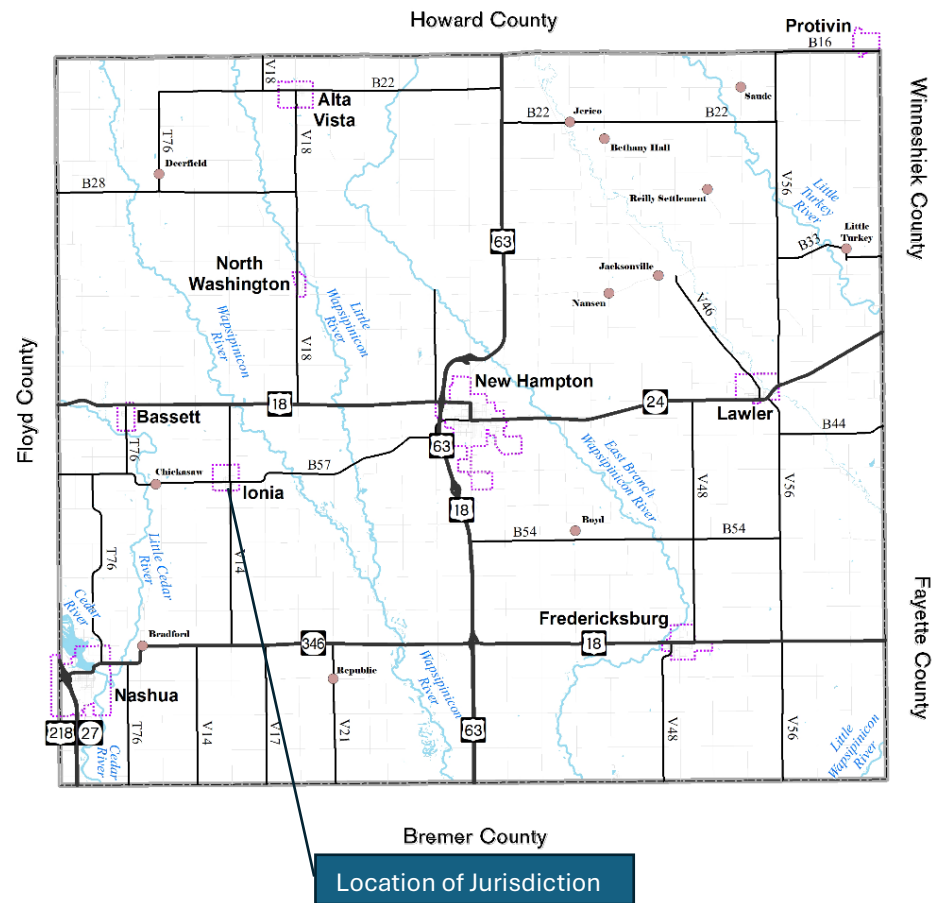 Howard County
Protivin
B16
V18
B22
Alta
Vista
Saude
Jerico
B22
B22
T76
V18
Bethany Hall
Deerfield
B28
V56
Reilly Settlement
Little
Turkey
River
Winneshiek County
Little
Turkey
B33
63
North
Washington
Jacksonville
Nansen
V46
Wapsipinicon
River
Little
Wapsipinicon
River
V18
Floyd County
New Hampton
18
24
Bassett
Lawler
B44
T76
63
B57
Chickasaw
Ionia
East Branch
Wapsipinicon River
V48
V56
18
Boyd
B54
B54
T76
Little Cedar
River
V14
Cedar
River
Fayette County
Fredericksburg
Bradford
346
18
Republic
Nashua
Wapsipinicon
River
218
27
Cedar
River
T76
V14
V17
V21
63
V48
V56
Little
Wapsipinicon
River
Bremer County
Location of Jurisdiction